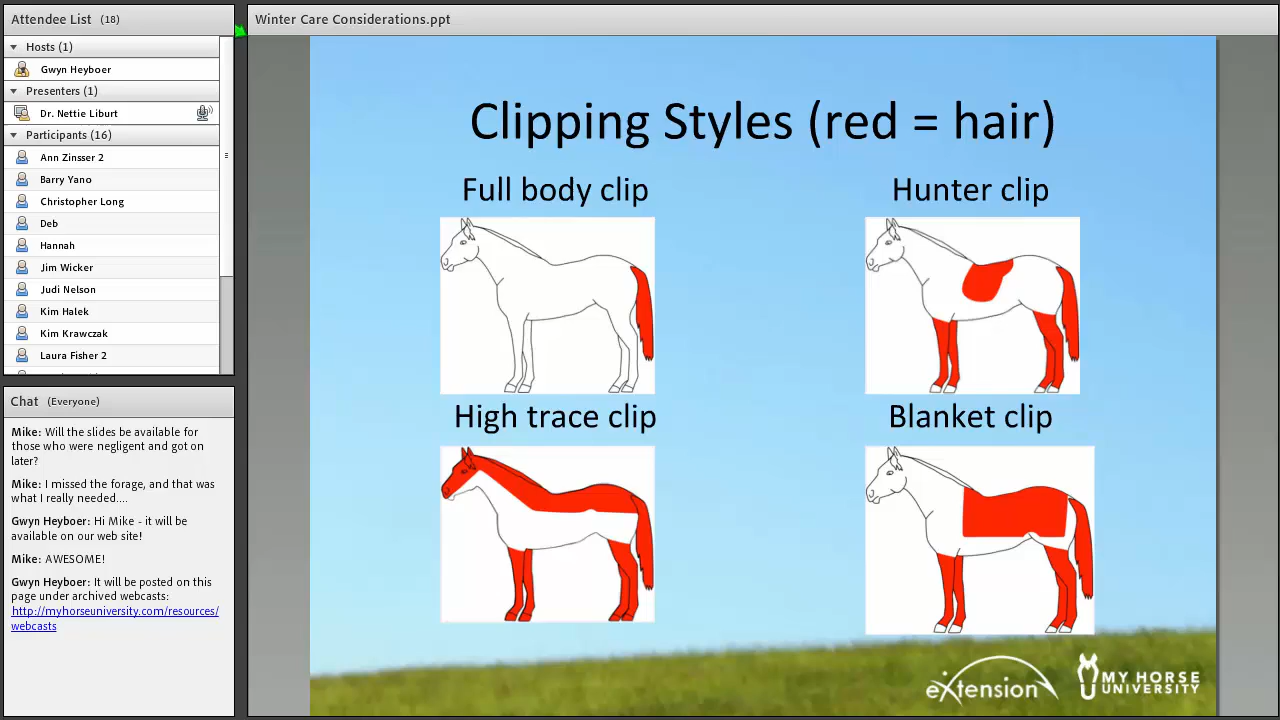 Attendee List (18)
Hosts (1)
Gwyn Heyboer
Presenters (1)
Dr. Nettie Liburt
Participants (16)
Ann Zinsser 2
Barry Yano
Christopher Long
Deb
Hannah
Jim Wicker
Judi Nelson
Kim Halek
Kim Krawczak
Laura Fisher 2
Chat (Everyone)
Mike: Will the slides be available for
those who were negligent and got on
later?
Mike: I missed the forage, and that was
what I really needed....
Gwyn Heyboer: Hi Mike - it will be
available on our web site!
Mike: AWESOME!
Gwyn Heyboer: It will be posted on this
page under archived webcasts:
http://myhorseuniversity.com/resources/
webcasts
Winter Care Considerations.ppt
Clipping Styles (red = hair)
Full body clip
Hunter clip
High trace clip
Blanket clip
eXtension
MY HORSE
UNIVERSITY